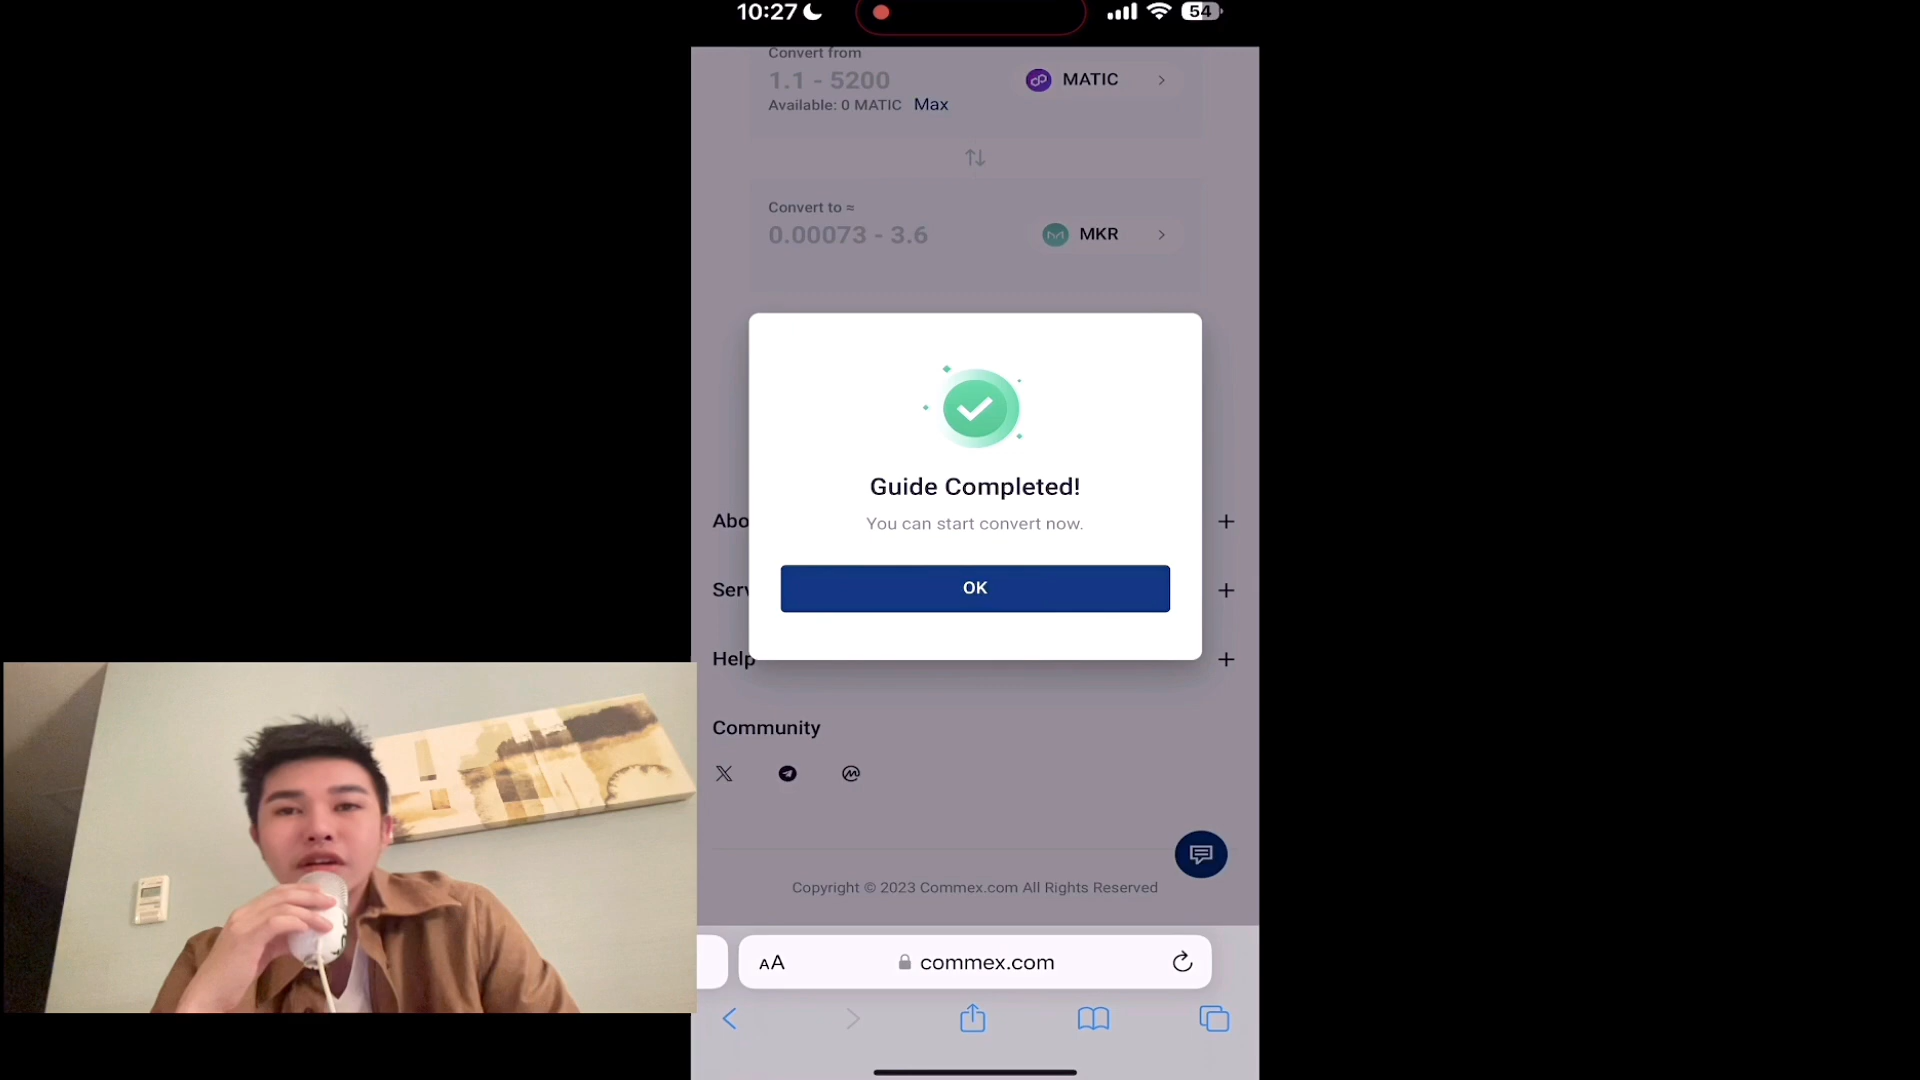 10:27
54
Convert from
1.1 - 5200
MATIC
Available: 0 MATIC Max
Convert to ≈
0.00073 - 3.6
MKR
Guide Completed!
You can start convert now.
OK
Abo
Serv
Help
Community
Copyright © 2023 Commex.com All Rights Reserved
AA
commex.com